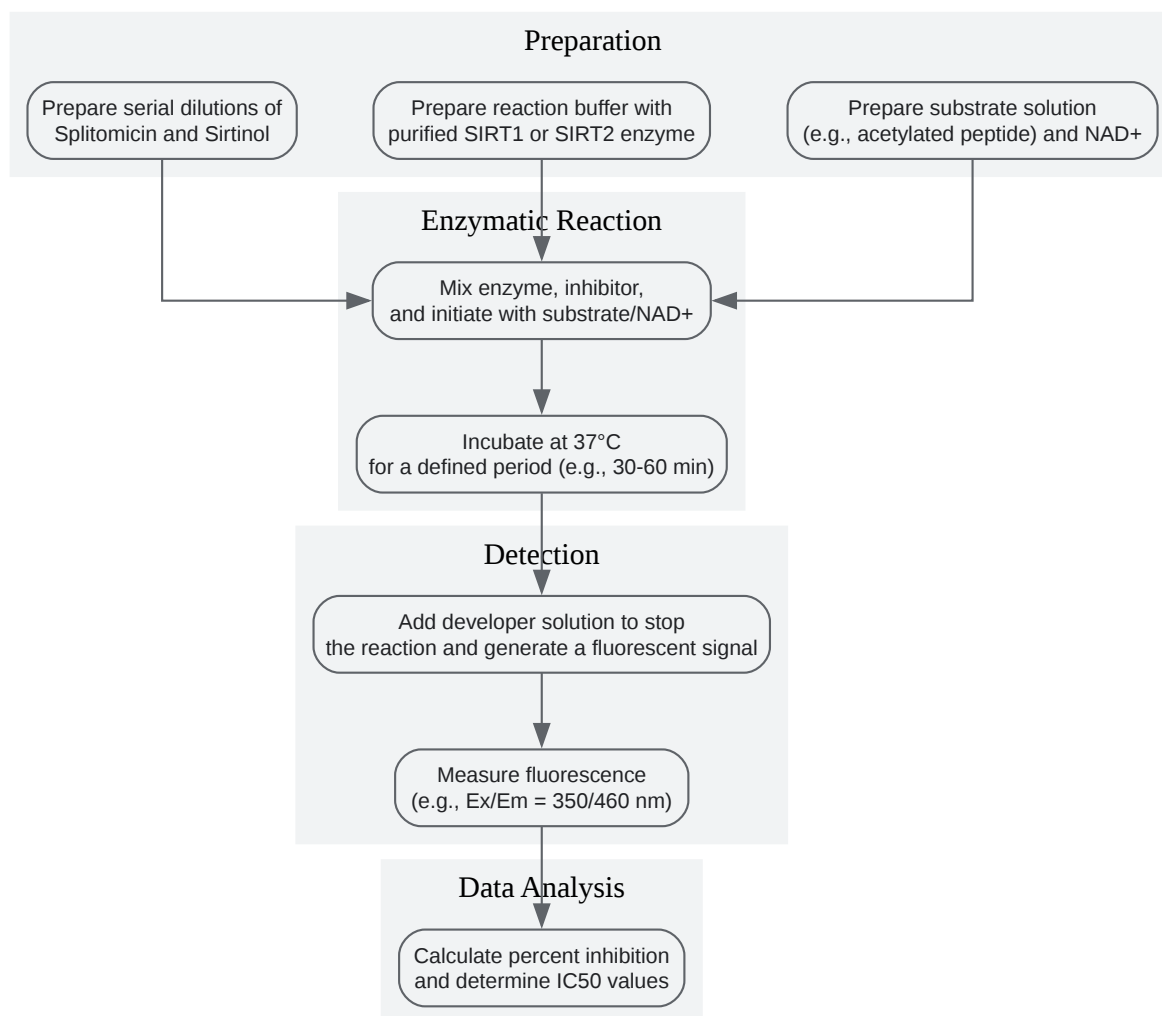 Preparation
Prepare serial dilutions of
Splitomicin and Sirtinol
Prepare reaction buffer with
purified SIRT1 or SIRT2 enzyme
Prepare substrate solution
(e.g., acetylated peptide) and NAD+
Enzymatic Reaction
Mix enzyme, inhibitor,
and initiate with substrate/NAD+
Incubate at 37°C
for a defined period (e.g., 30-60 min)
Detection
Add developer solution to stop
the reaction and generate a fluorescent signal
Measure fluorescence
(e.g., Ex/Em = 350/460 nm)
Data Analysis
Calculate percent inhibition
and determine IC50 values